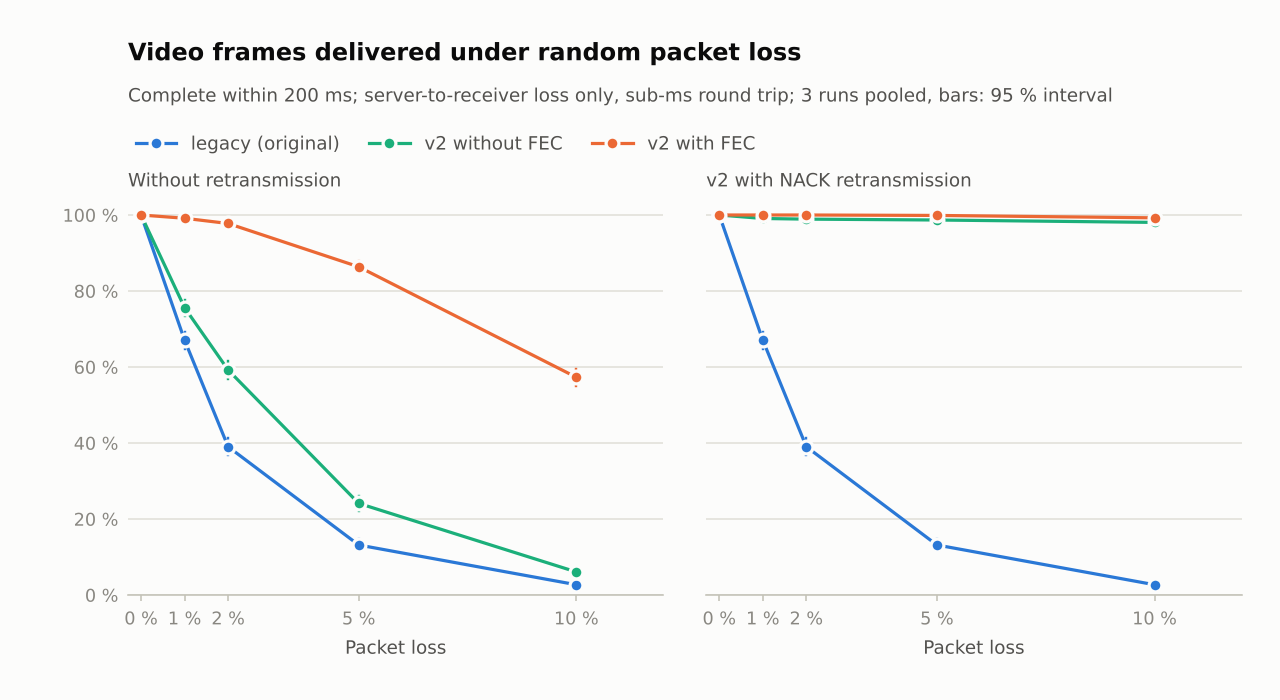 Video frames delivered under random packet loss
Complete within 200 ms; server-to-receiver loss only, sub-ms round trip; 3 runs pooled, bars: 95 % interval
legacy (original) v2 without FEC v2 with FEC
Without retransmission
100 %
80 %
60 %
40 %
20 %
0 %
0 % 1 % 2 % 5 % 10 %
Packet loss
v2 with NACK retransmission
0 % 1 % 2 % 5 % 10 %
Packet loss